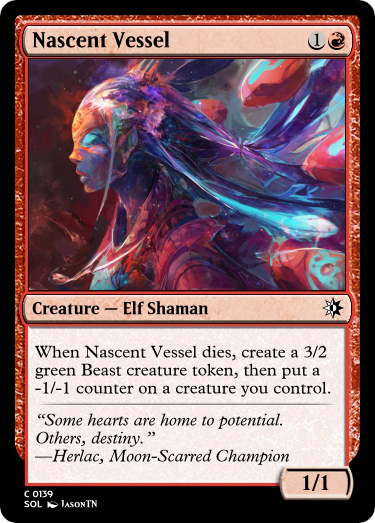 Nascent Vessel 1
Creature — Elf Shaman
When Nascent Vessel dies, create a 3/2
green Beast creature token, then put a
-1/-1 counter on a creature you control.
“Some hearts are home to potential.
Others, destiny.”
—Herlac, Moon-Scarred Champion
1/1
C 0139
SOL JASONTN